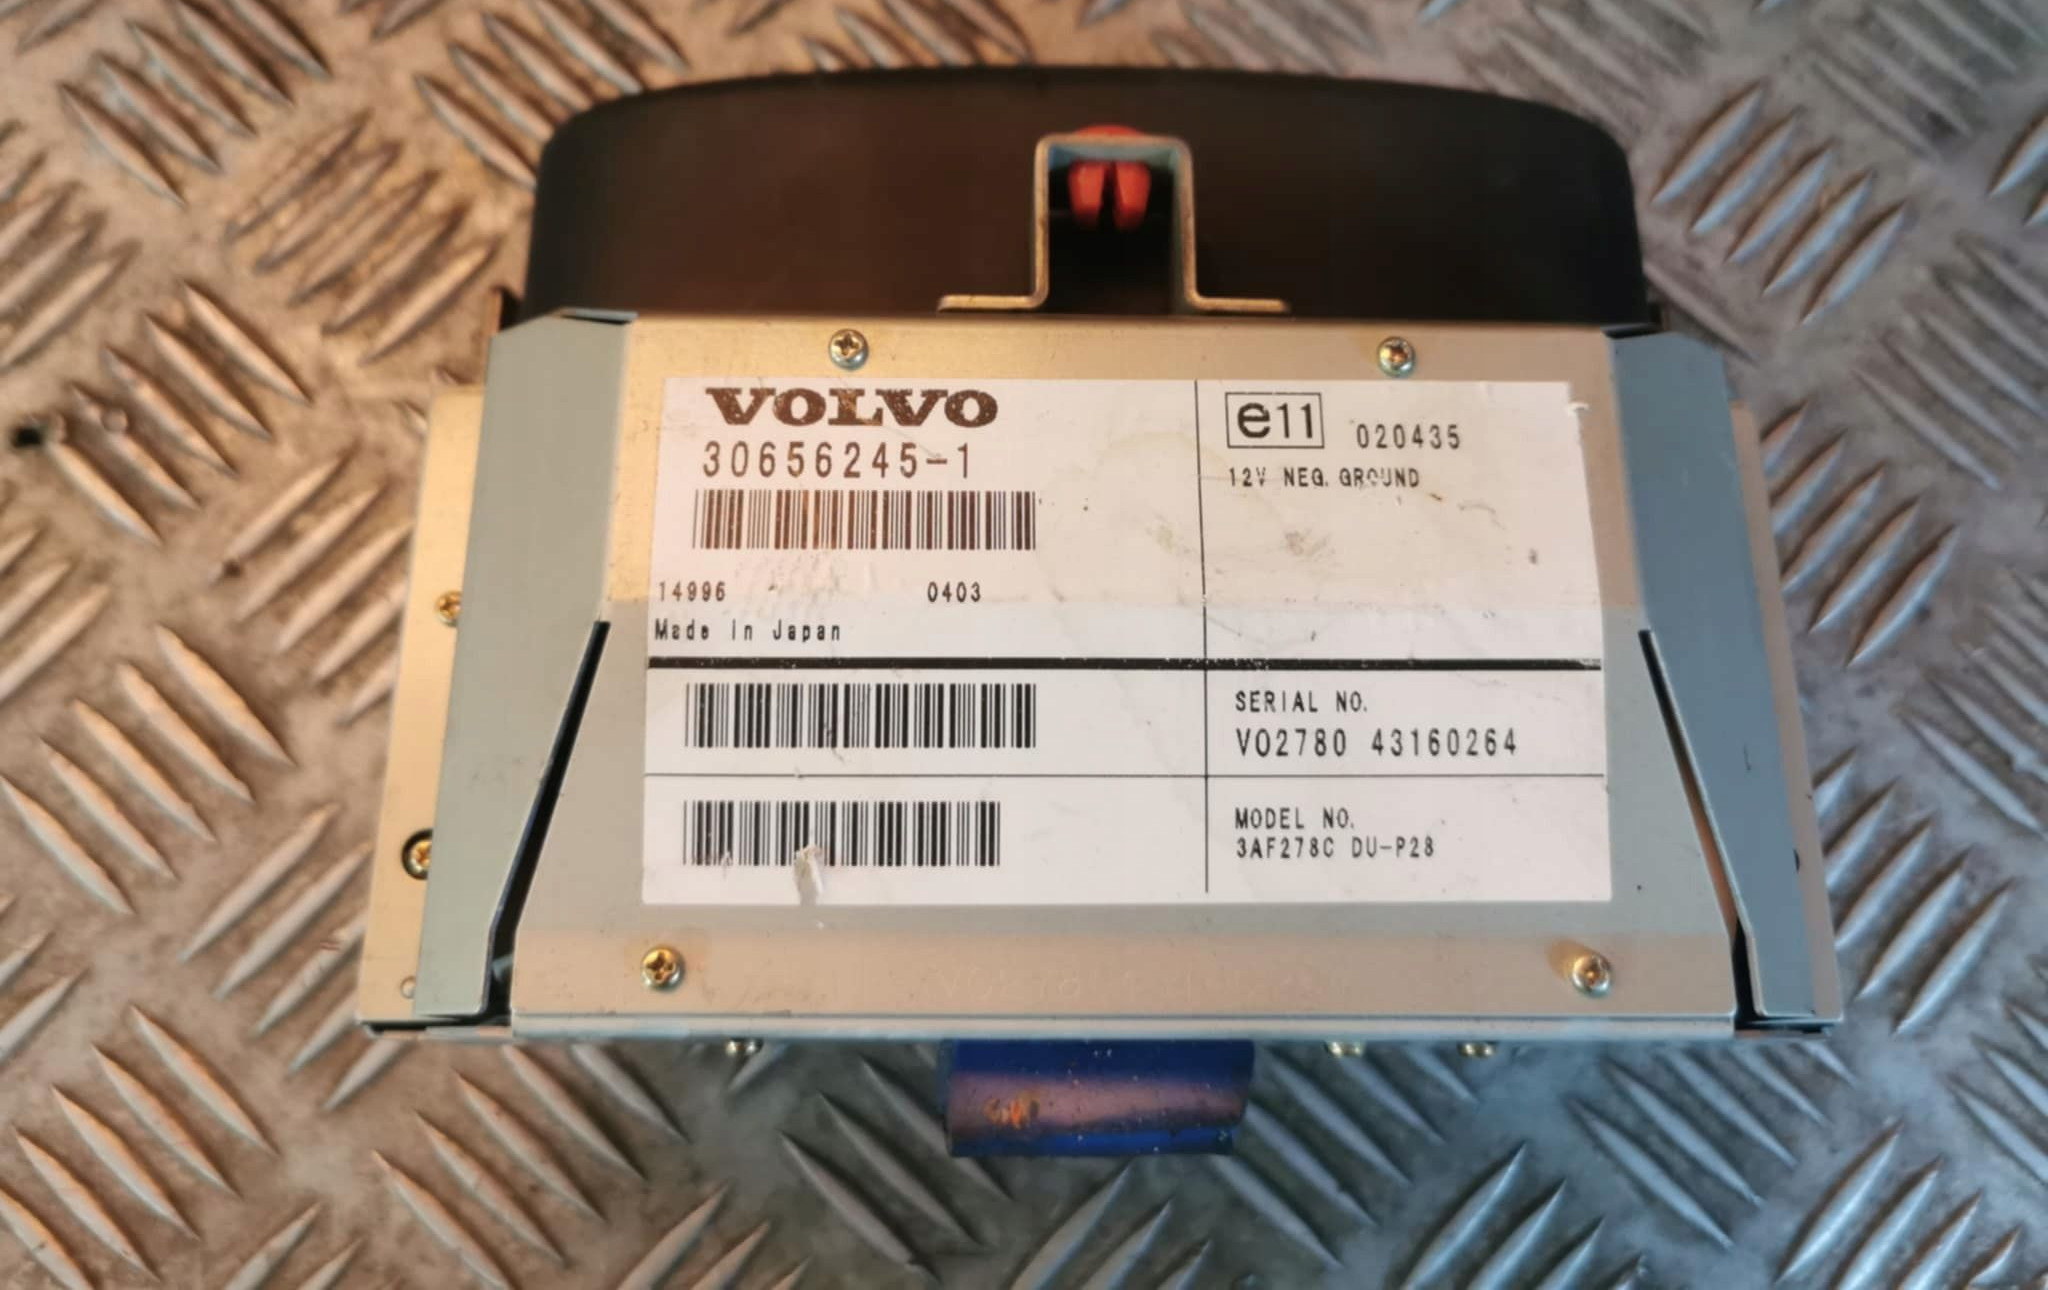 VOLVO
30656245-1
14996 0403
Made In Japan
e11 020435
12V NEG. GROUND
SERIAL NO.
VO2780 43160264
MODEL NO.
3AF278C DU-P28